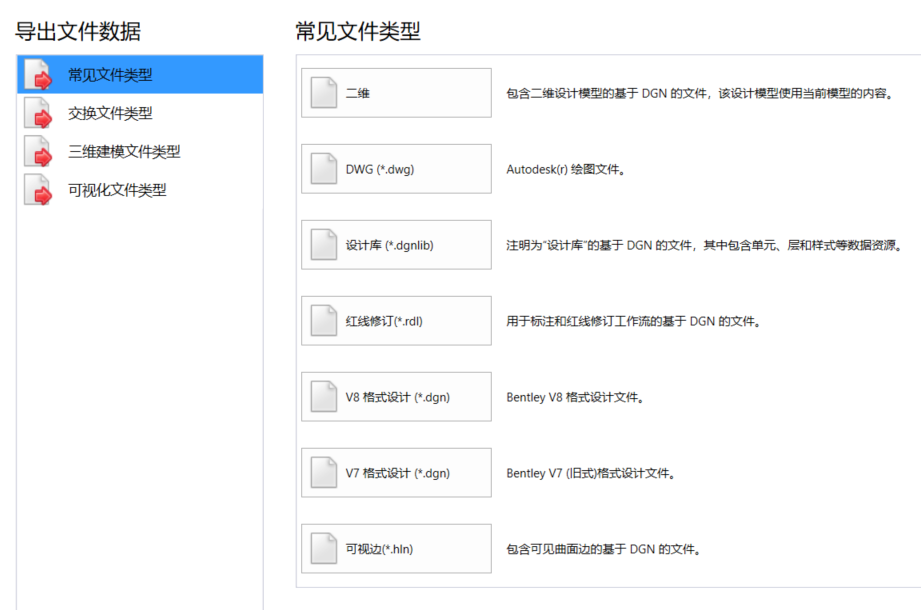 导出文件数据
常见文件类型
交换文件类型
三维建模文件类型
可视化文件类型
常见文件类型
二维 包含二维设计模型的基于 DGN 的文件，该设计模型使用当前模型的内容。
DWG (*.dwg) Autodesk(r) 绘图文件。
设计库 (*.dgnlib) 注明为“设计库”的基于 DGN 的文件，其中包含单元、层和样式等数据资源。
红线修订(*.rdl) 用于标注和红线修订工作流的基于 DGN 的文件。
V8 格式设计 (*.dgn) Bentley V8 格式设计文件。
V7 格式设计 (*.dgn) Bentley V7 (旧式)格式设计文件。
可视边(*.hln) 包含可见曲面边的基于 DGN 的文件。